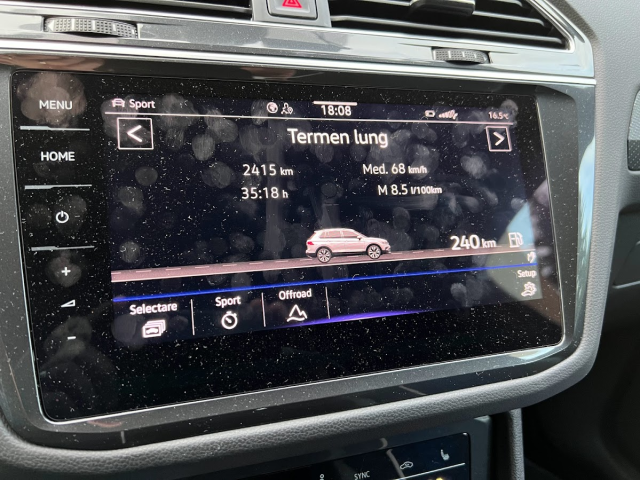 MENU
HOME
Sport
18:08
16.5°C
Termen lung
2415 km
Med. 68 km/h
35:18 h
M 8.5 l/100km
240 km
Selectare
Sport
Offroad
Setup
SYNC